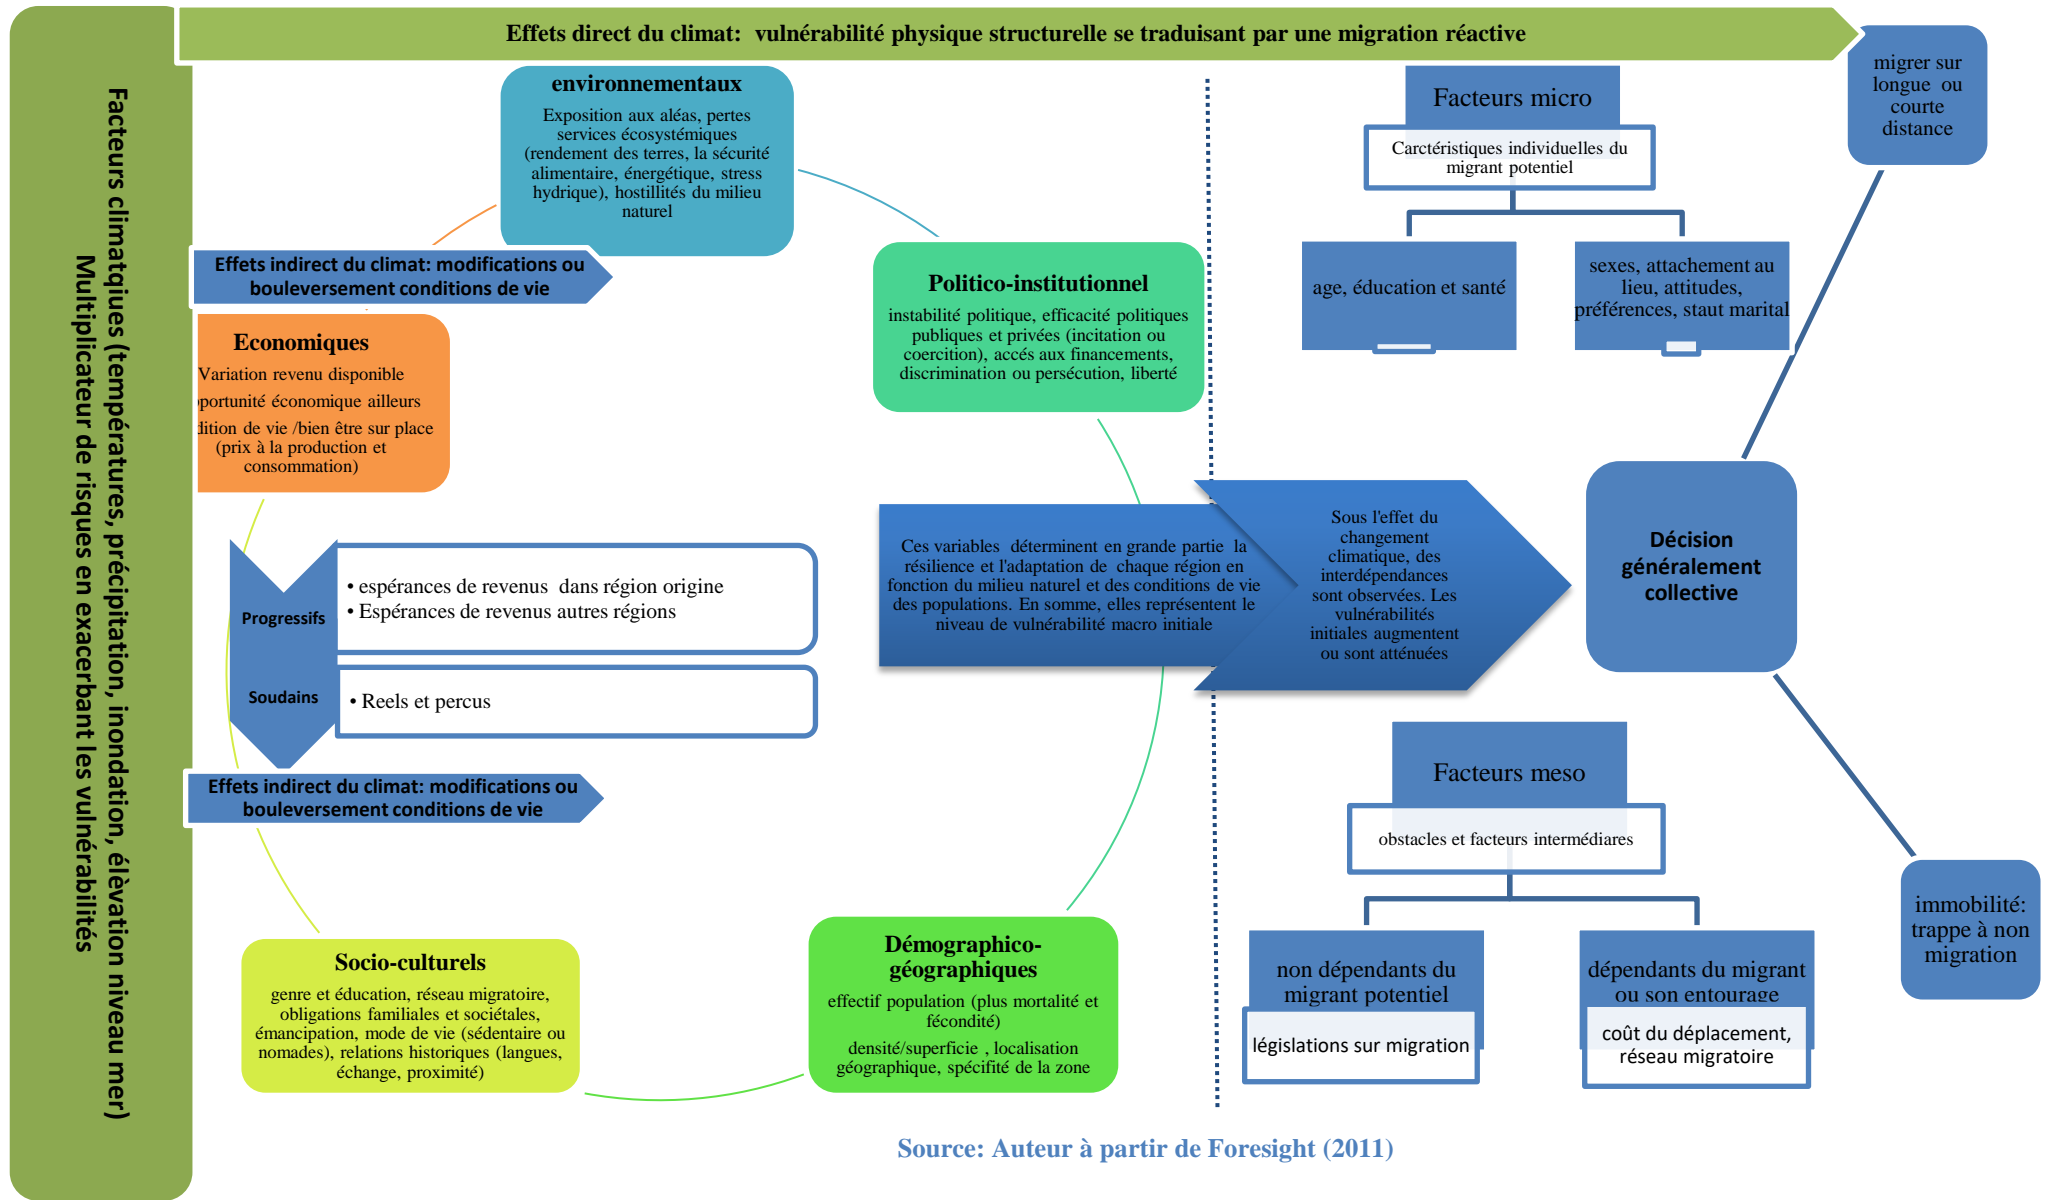 Effets direct du climat: vulnérabilité physique structurelle se traduisant par une migration réactive
Facteurs climatqiues (températures, précipitation, inondation, élèvation niveau mer)
Multiplicateur de risques en exacerbant les vulnérabilités
environnementaux
Exposition aux aléas, pertes
services écosystémiques
(rendement des terres, la sécurité
alimentaire, énergétique, stress
hydrique), hostillités du milieu
naturel
Effets indirect du climat: modifications ou
bouleversement conditions de vie
Economiques
Variation revenu disponible
portunité économique ailleurs
dition de vie /bien être sur place
(prix à la production et
consommation)
Politico-institutionnel
instabilité politique, efficacité politiques
publiques et privées (incitation ou
coercition), accés aux financements,
discrimination ou persécution, liberté
Progressifs
• espérances de revenus dans région origine
• Espérances de revenus autres régions
Soudains
• Reels et percus
Effets indirect du climat: modifications ou
bouleversement conditions de vie
Ces variables déterminent en grande partie la
résilience et l'adaptation de chaque région en
fonction du milieu naturel et des conditions de vie
des populations. En somme, elles représentent le
niveau de vulnérabilité macro initiale
Sous l'effet du
changement
climatique, des
interdépendances
sont observées. Les
vulnérabilités
initiales augmentent
ou sont atténuées
Socio-culturels
genre et éducation, réseau migratoire,
obligations familiales et sociétales,
émancipation, mode de vie (sédentaire ou
nomades), relations historiques (langues,
échange, proximité)
Démographico-
géographiques
effectif population (plus mortalité et
fécondité)
densité/superficie , localisation
géographique, spécifité de la zone
Facteurs micro
Carctéristiques individuelles du
migrant potentiel
age, éducation et santé
sexes, attachement au
lieu, attitudes,
préférences, staut marital
migrer sur
longue ou
courte
distance
Décision
généralement
collective
Facteurs meso
obstacles et facteurs intermédiares
non dépendants du
migrant potentiel
législations sur migration
dépendants du migrant
ou son entourage
coût du déplacement,
réseau migratoire
immobilité:
trappe à non
migration
Source: Auteur à partir de Foresight (2011)